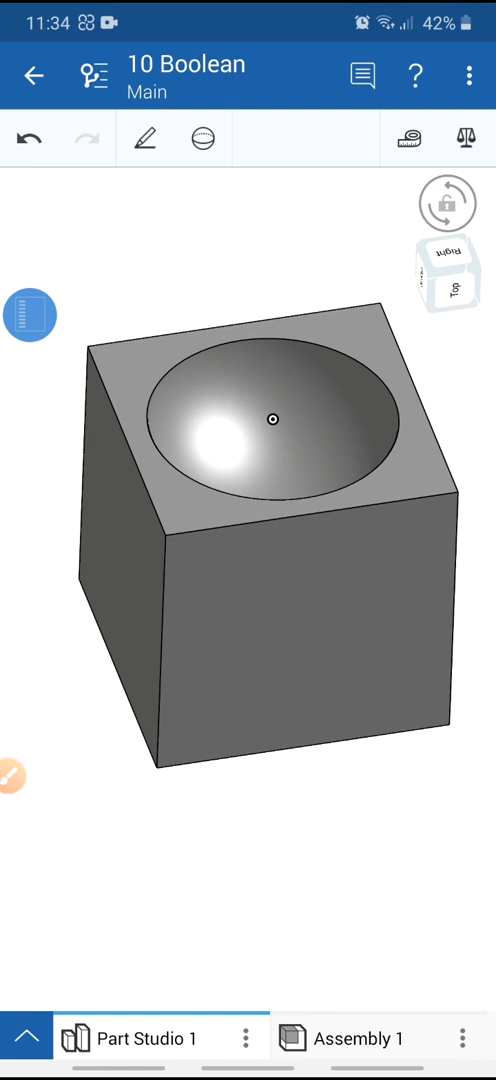 11:34 42%
10 Boolean
Main
?
Right
Top
Part Studio 1
Assembly 1